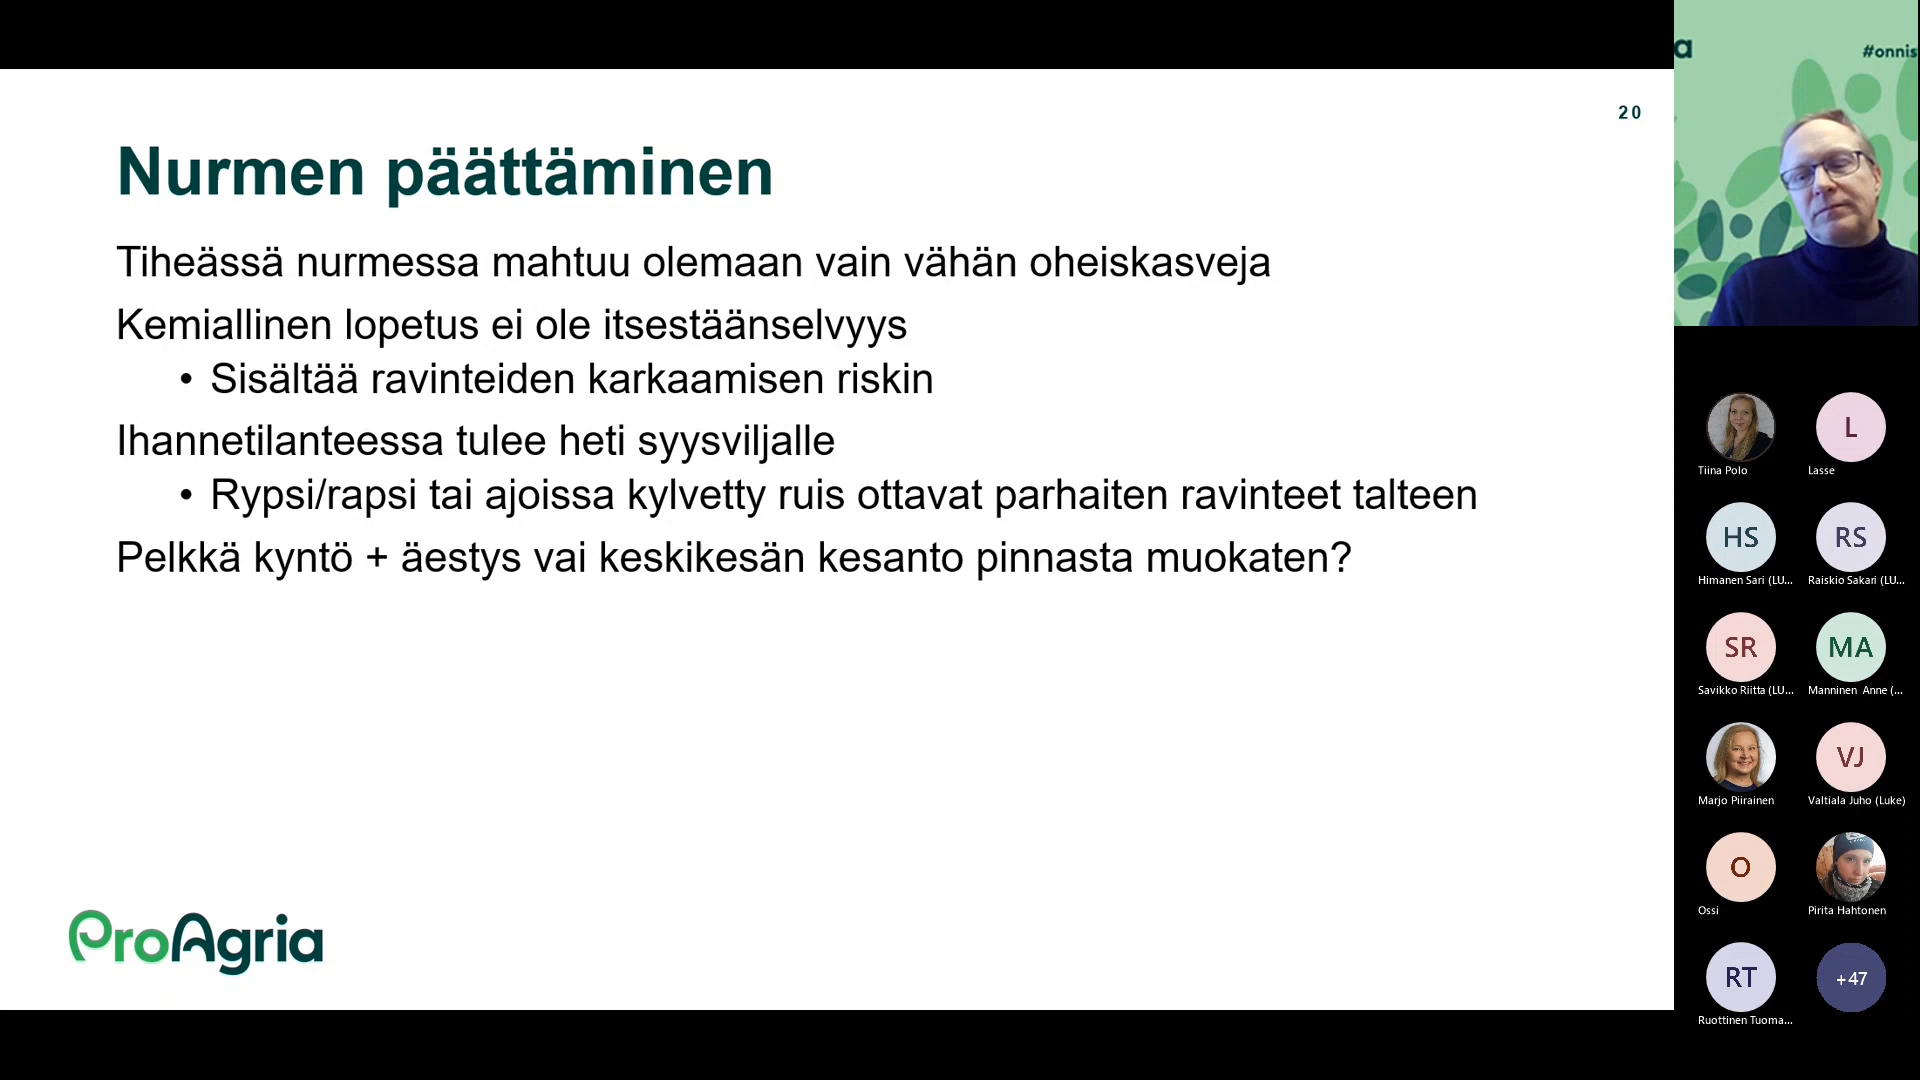 20
Nurmen päättäminen
Tiheässä nurmessa mahtuu olemaan vain vähän oheiskasveja
Kemiallinen lopetus ei ole itsestäänselvyys
• Sisältää ravinteiden karkaamisen riskin
Ihannetilanteessa tulee heti syysviljalle
• Rypsi/rapsi tai ajoissa kylvetty ruis ottavat parhaiten ravinteet talteen
Pelkkä kyntö + äestys vai keskikesän kesanto pinnasta muokaten?
ProAgria
a
#onnis
Tiina Polo
L
Lasse
HS
Himanen Sari (LU...
RS
Raiskio Sakari (LU...
SR
Savikko Riitta (LU...
MA
Manninen Anne (...
Marjo Piirainen
VJ
Valtiala Juho (Luke)
O
Ossi
Pirita Hahtonen
RT
Ruottinen Tuoma...
+47